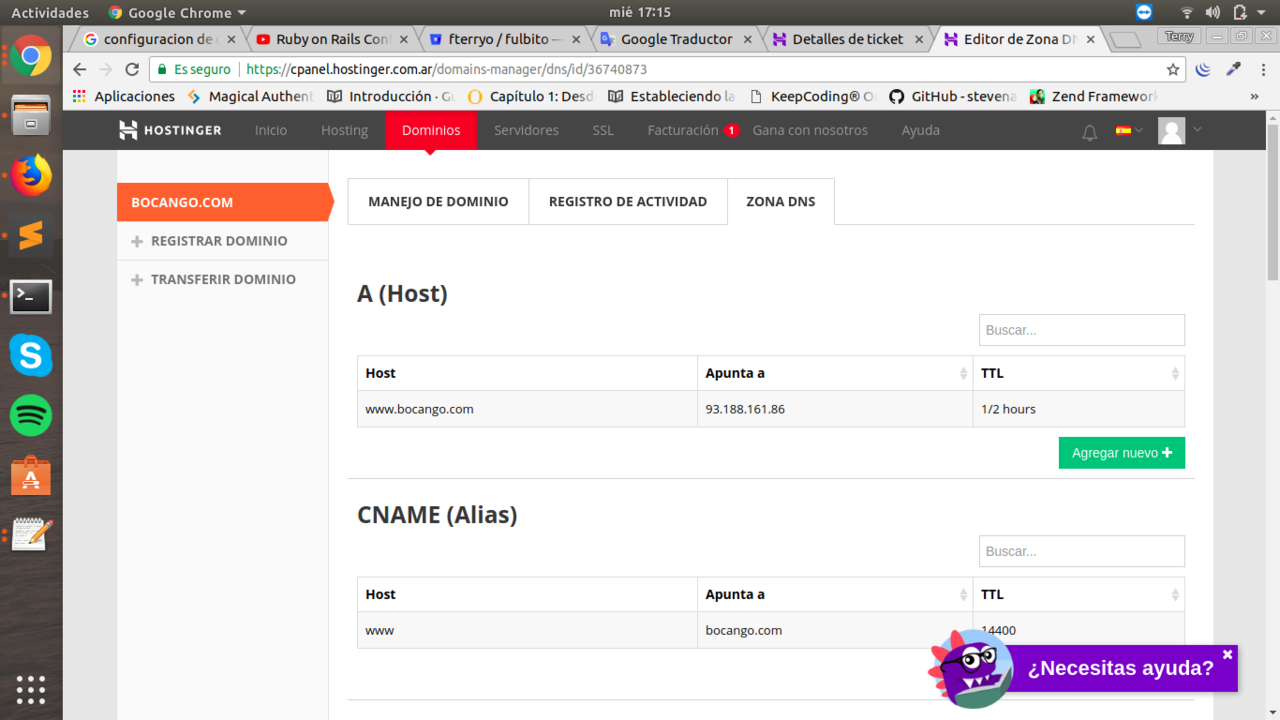 Actividades Google Chrome mié 17:15
configuracion de Ruby on Rails Con fterryo / fulbito — Google Traductor Detalles de ticket Editor de Zona DN Terry
Es seguro https://cpanel.hostinger.com.ar/domains-manager/dns/id/36740873
Aplicaciones Magical Authent Introducción · Gu Capítulo 1: Desd Estableciendo la KeepCoding® O GitHub - stevena Zend Framework »
HOSTINGER Inicio Hosting Dominios Servidores SSL Facturación 1 Gana con nosotros Ayuda
BOCANGO.COM
REGISTRAR DOMINIO
TRANSFERIR DOMINIO
MANEJO DE DOMINIO REGISTRO DE ACTIVIDAD ZONA DNS
A (Host)
Buscar...
Host Apunta a TTL
www.bocango.com 93.188.161.86 1/2 hours
Agregar nuevo
CNAME (Alias)
Buscar...
Host Apunta a TTL
www bocango.com 14400
¿Necesitas ayuda?